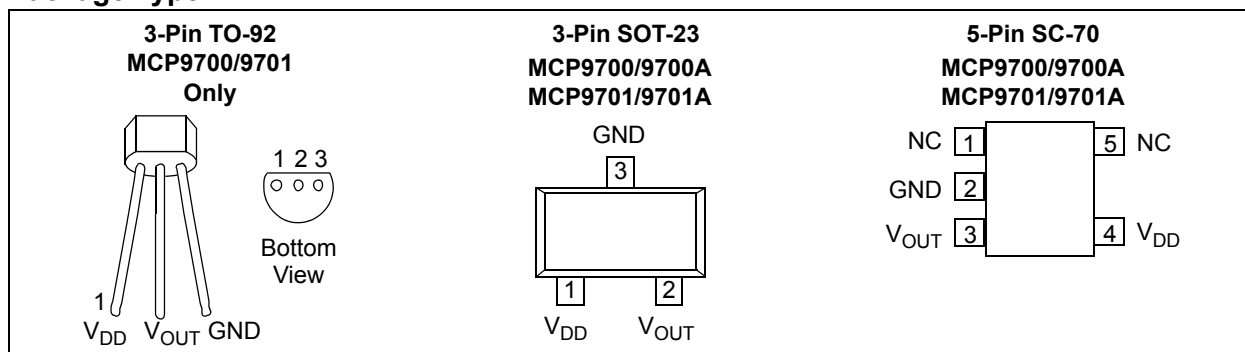 3-Pin TO-92
MCP9700/9701
Only
1 2 3
Bottom
View
1
VDD VOUT GND
3-Pin SOT-23
MCP9700/9700A
MCP9701/9701A
GND
3
1 2
VDD VOUT
5-Pin SC-70
MCP9700/9700A
MCP9701/9701A
NC 1 5 NC
GND 2
VOUT 3 4 VDD